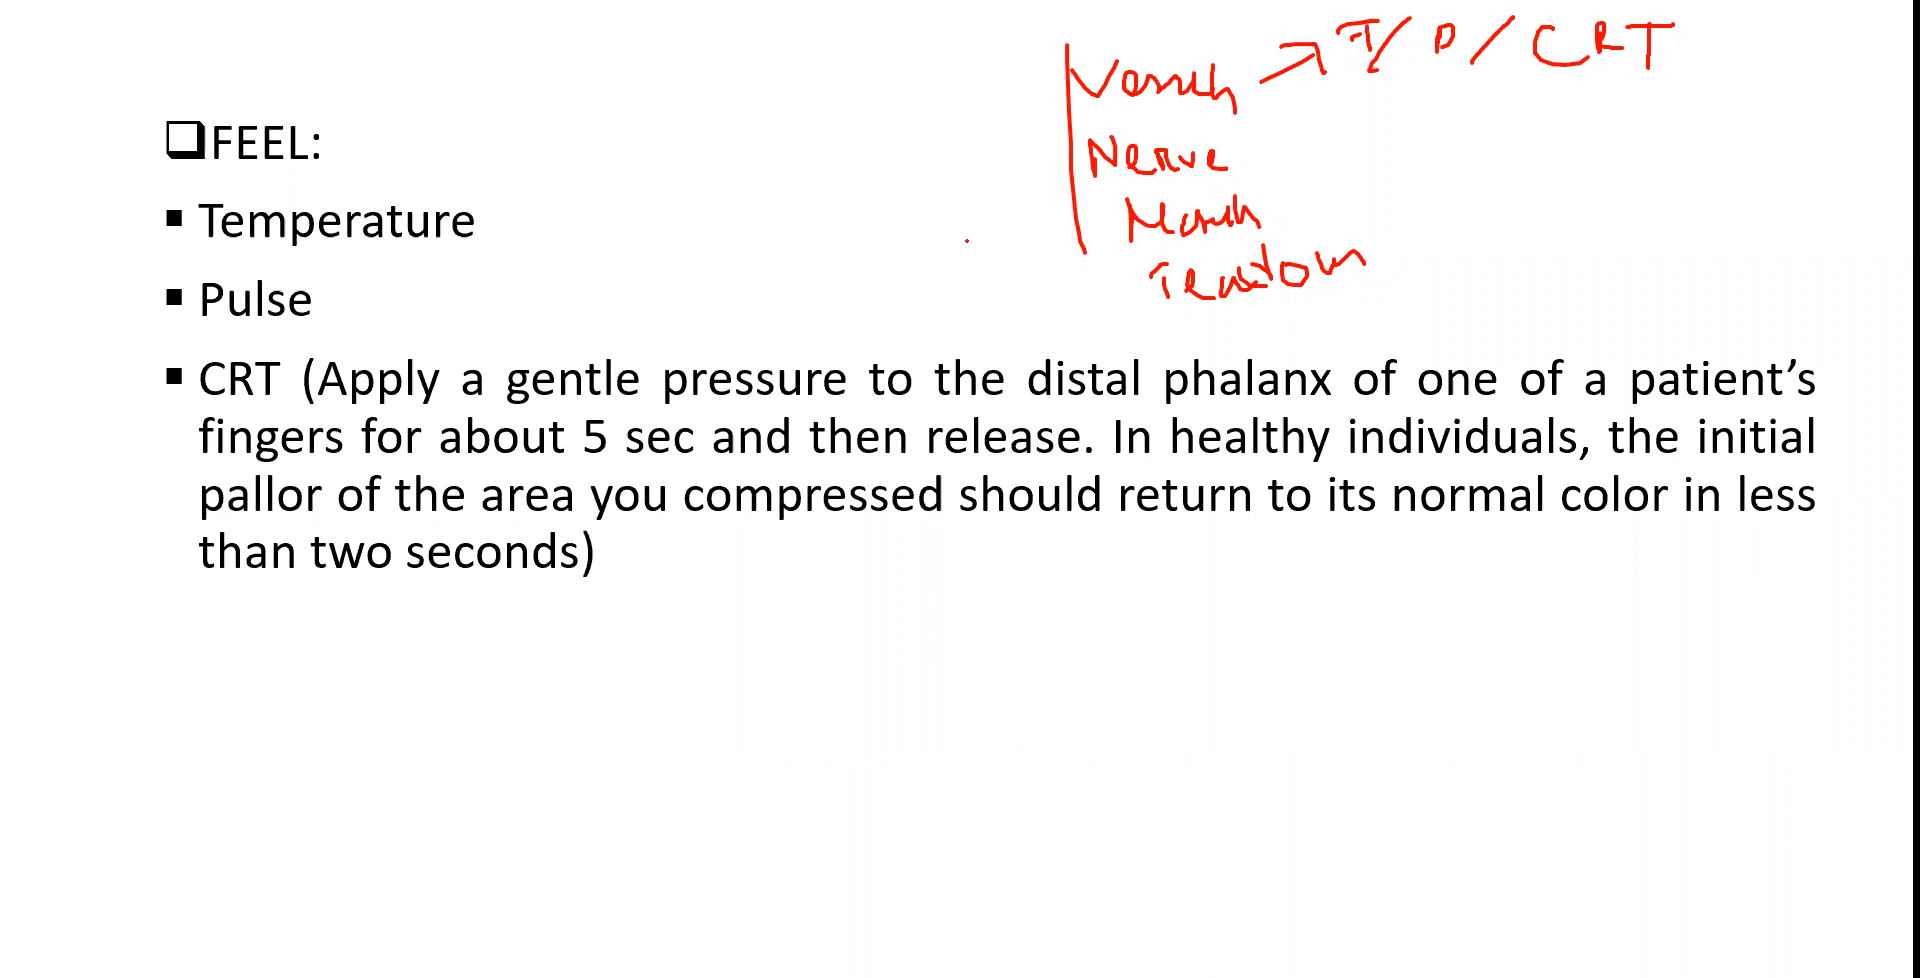 CRT
Nerve
❑FEEL:
▪ Temperature
▪ Pulse
▪ CRT (Apply a gentle pressure to the distal phalanx of one of a patient’s
fingers for about 5 sec and then release. In healthy individuals, the initial
pallor of the area you compressed should return to its normal color in less
than two seconds)